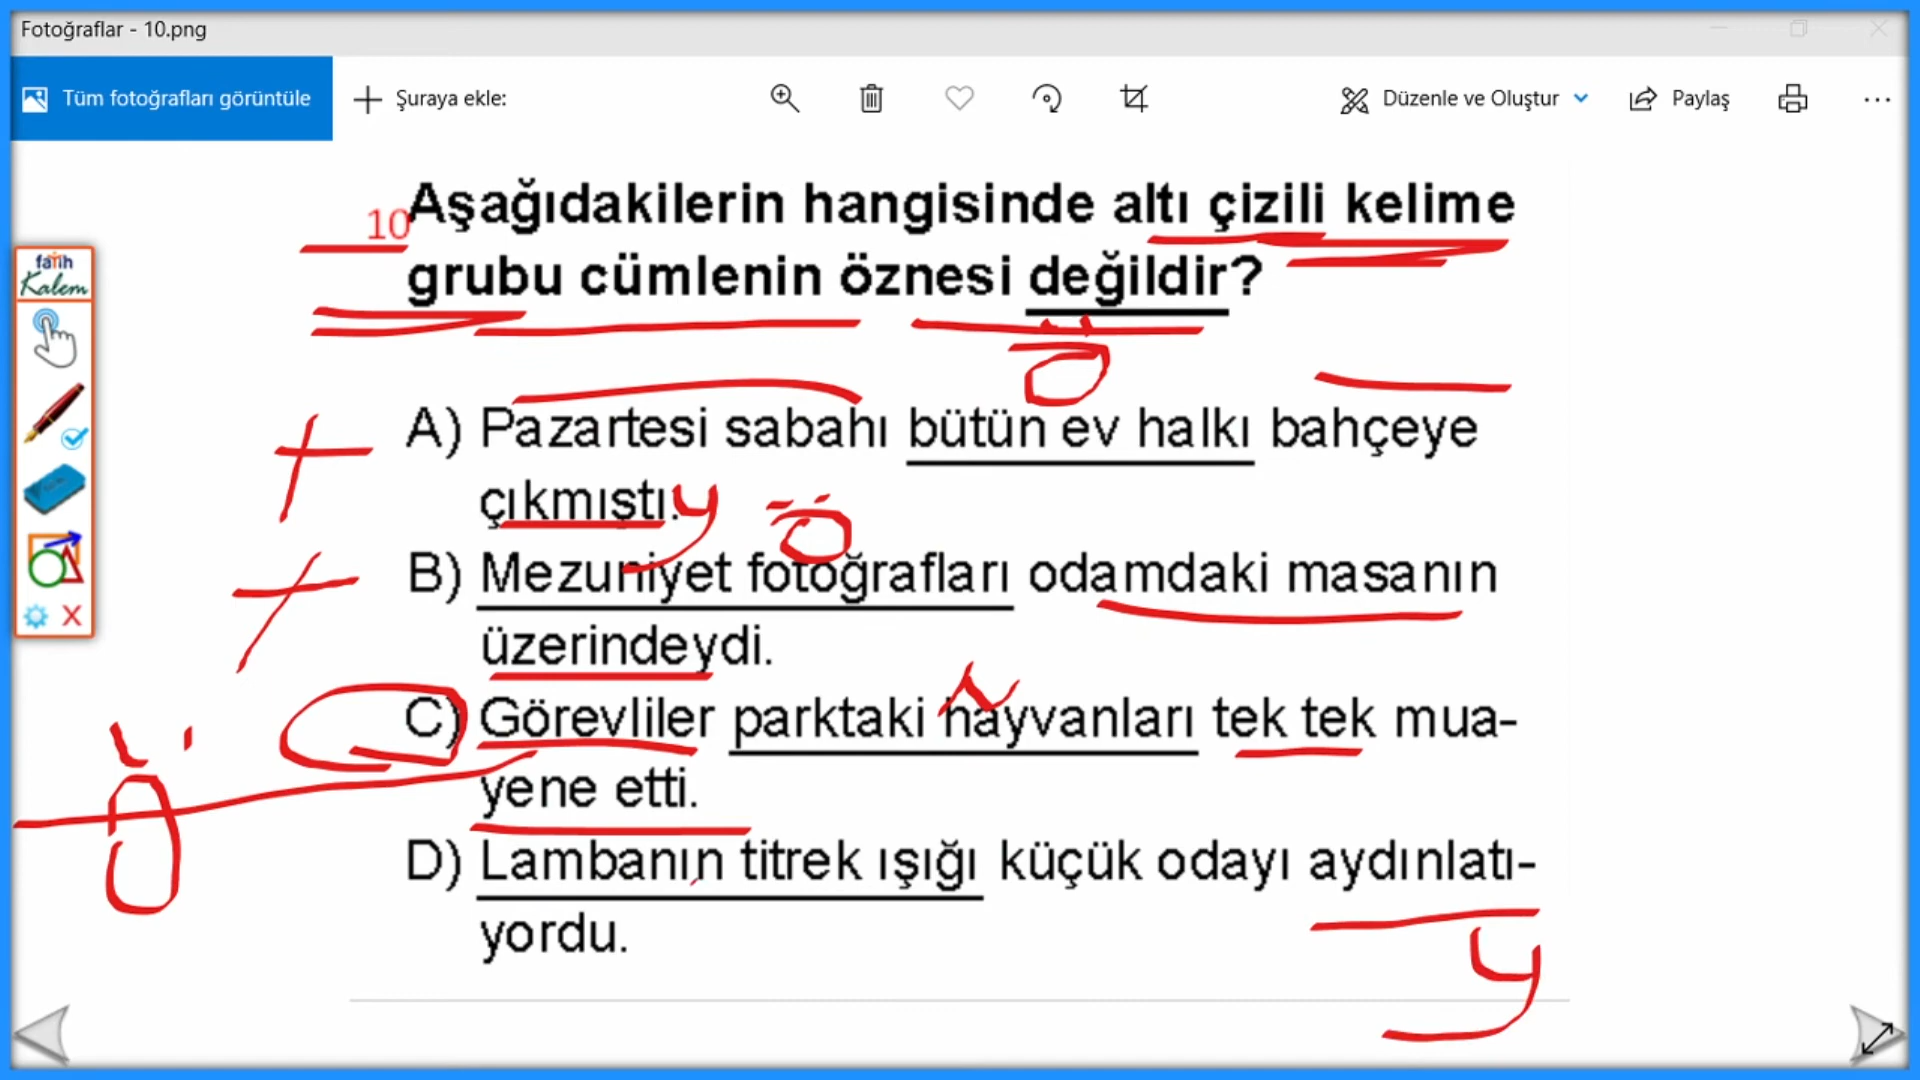 Fotoğraflar - 10.png
Tüm fotoğrafları görüntüle
Şuraya ekle:
Düzenle ve Oluştur
Paylaş
fatih
Kalem
10
Aşağıdakilerin hangisinde altı çizili kelime
grubu cümlenin öznesi değildir?
ö
A) Pazartesi sabahı bütün ev halkı bahçeye
çıkmıştı.
y
ö
B) Mezuniyet fotoğrafları odamdaki masanın
üzerindeydi.
C) Görevliler parktaki hayvanları tek tek mua-
yene etti.
ö
D) Lambanın titrek ışığı küçük odayı aydınlatı-
yordu.
y